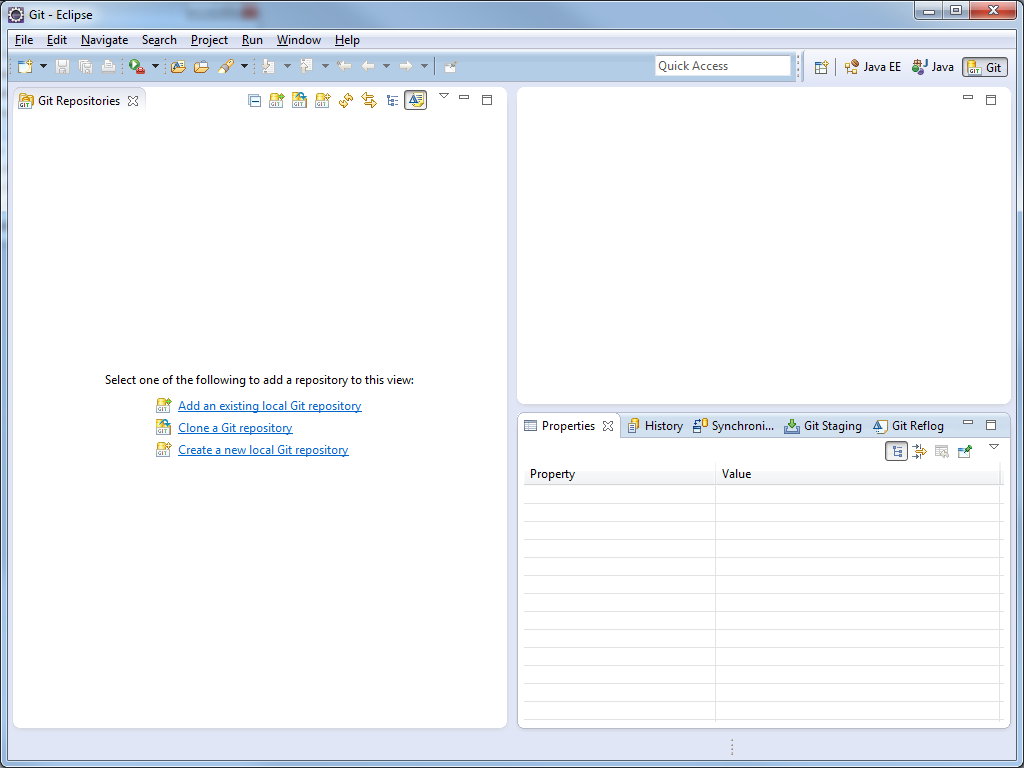 Git - Eclipse
File Edit Navigate Search Project Run Window Help
Quick Access
Java EE Java Git
Git Repositories
Select one of the following to add a repository to this view:
Add an existing local Git repository
Clone a Git repository
Create a new local Git repository
Properties History Synchroni... Git Staging Git Reflog
Property Value